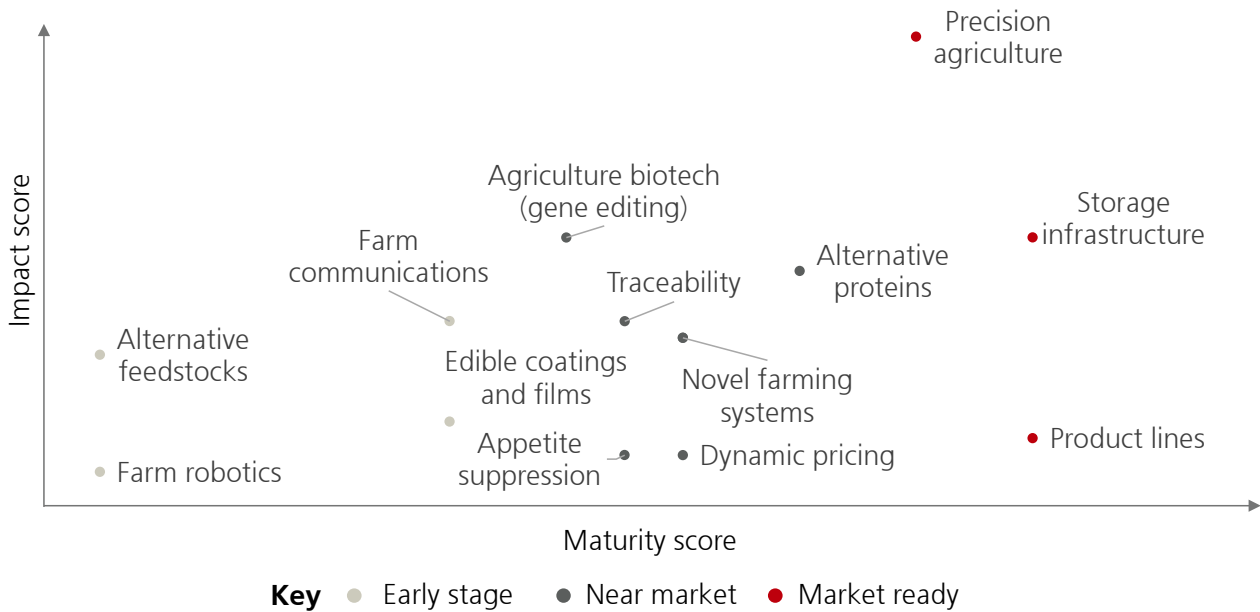 Precision
agriculture
Agriculture biotech
(gene editing)
Storage
infrastructure
Farm
communications
Alternative
proteins
Traceability
Impact score
Alternative
feedstocks
Edible coatings
and films
Novel farming
systems
Appetite
suppression
Dynamic pricing
Product lines
Farm robotics
Maturity score
Key Early stage Near market Market ready